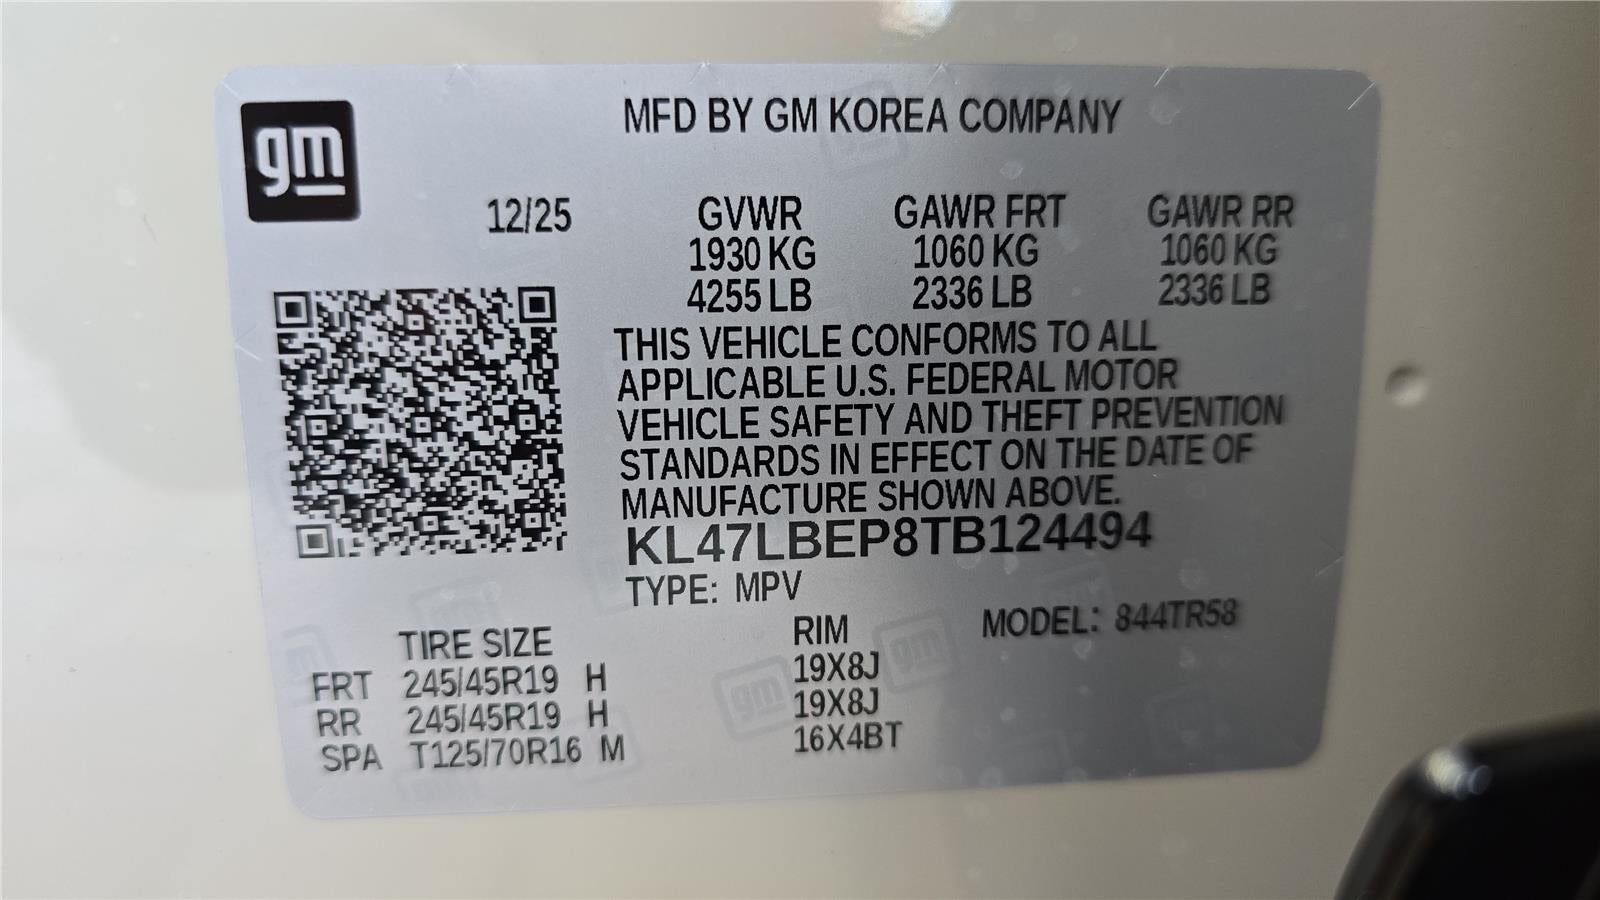 gm
MFD BY GM KOREA COMPANY
12/25 GVWR GAWR FRT GAWR RR
1930 KG 1060 KG 1060 KG
4255 LB 2336 LB 2336 LB
THIS VEHICLE CONFORMS TO ALL
APPLICABLE U.S. FEDERAL MOTOR
VEHICLE SAFETY AND THEFT PREVENTION
STANDARDS IN EFFECT ON THE DATE OF
MANUFACTURE SHOWN ABOVE.
KL47LBEP8TB124494
TYPE: MPV
TIRE SIZE RIM MODEL: 844TR58
FRT 245/45R19 H 19X8J
RR 245/45R19 H 19X8J
SPA T125/70R16 M 16X4BT